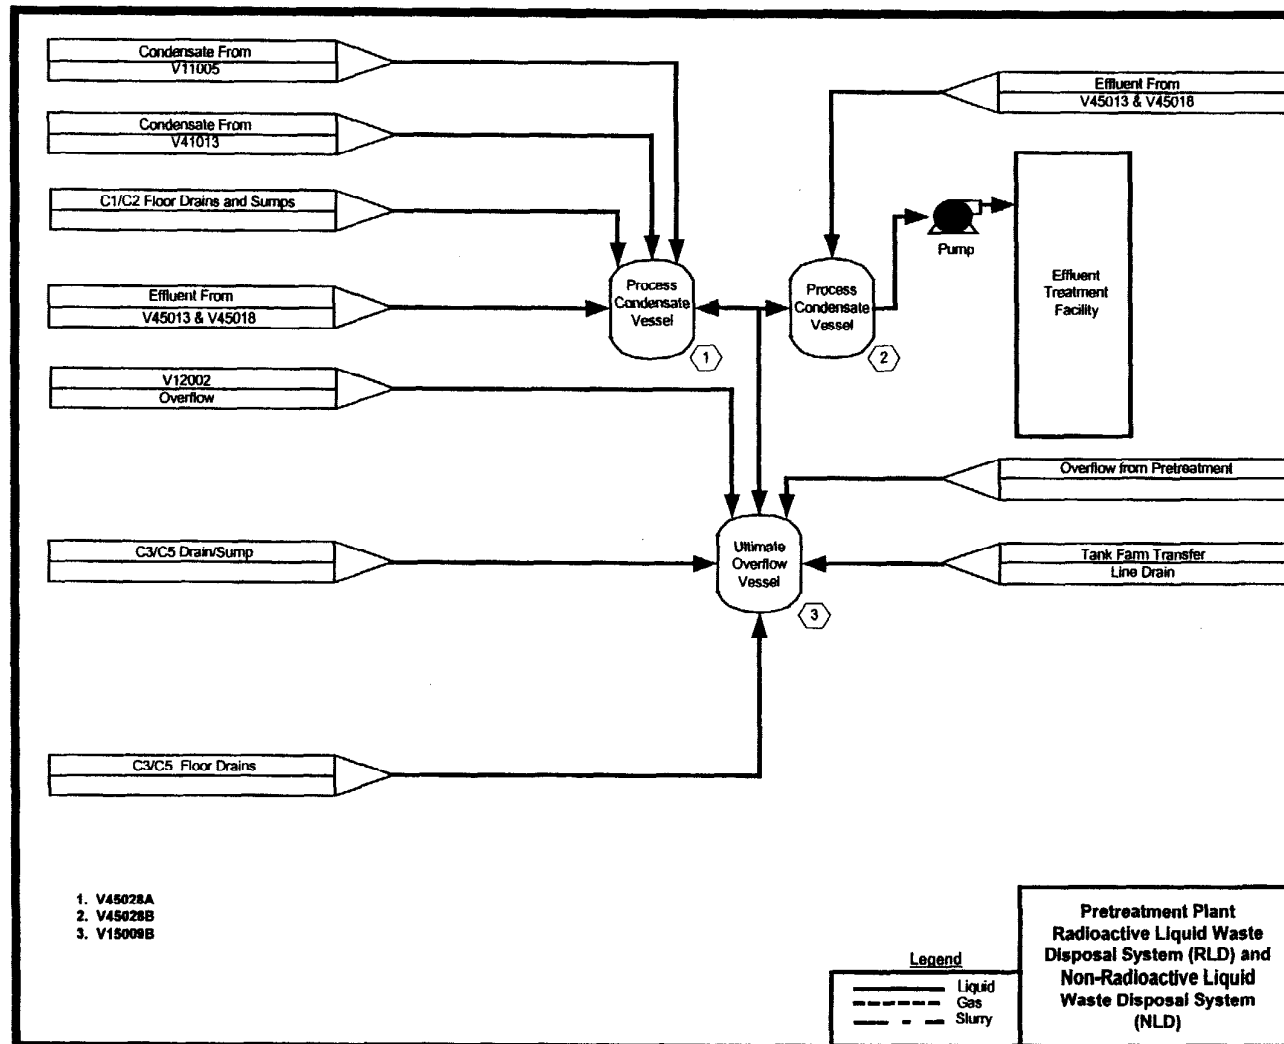 Condensate From
V11005
Condensate From
V41013
C1/C2 Floor Drains and Sumps
Effluent From
V45013 & V45018
V12002
Overflow
C3/C5 Drain/Sump
C3/C5 Floor Drains
Process
Condensate
Vessel
1
Process
Condensate
Vessel
2
Ultimate
Overflow
Vessel
3
Effluent From
V45013 & V45018
Pump
Effluent
Treatment
Facility
Overflow from Pretreatment
Tank Farm Transfer
Line Drain
1. V45028A
2. V45028B
3. V15009B
Legend
Liquid
Gas
Slurry
Pretreatment Plant
Radioactive Liquid Waste
Disposal System (RLD) and
Non-Radioactive Liquid
Waste Disposal System
(NLD)